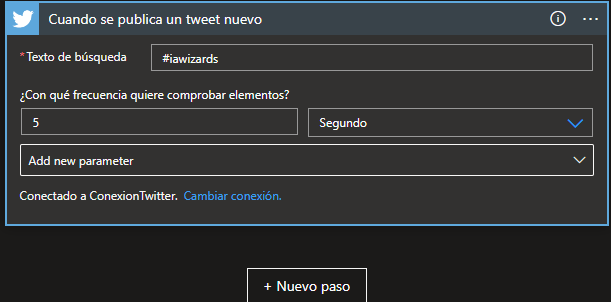 Cuando se publica un tweet nuevo
*Texto de búsqueda
#iawizards
¿Con qué frecuencia quiere comprobar elementos?
5
Segundo
Add new parameter
Conectado a ConexionTwitter. Cambiar conexión.
+ Nuevo paso